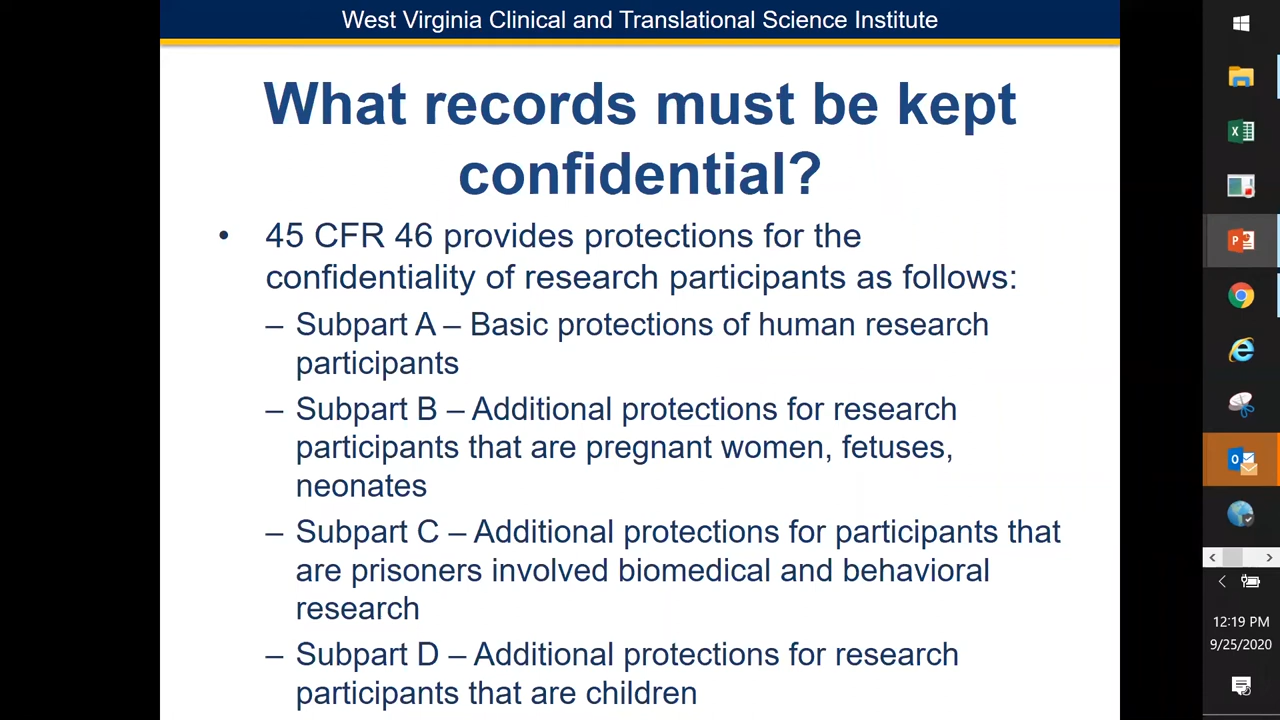 West Virginia Clinical and Translational Science Institute
What records must be kept
confidential?
• 45 CFR 46 provides protections for the
confidentiality of research participants as follows:
– Subpart A – Basic protections of human research
participants
– Subpart B – Additional protections for research
participants that are pregnant women, fetuses,
neonates
– Subpart C – Additional protections for participants that
are prisoners involved biomedical and behavioral
research
– Subpart D – Additional protections for research
participants that are children
12:19 PM
9/25/2020